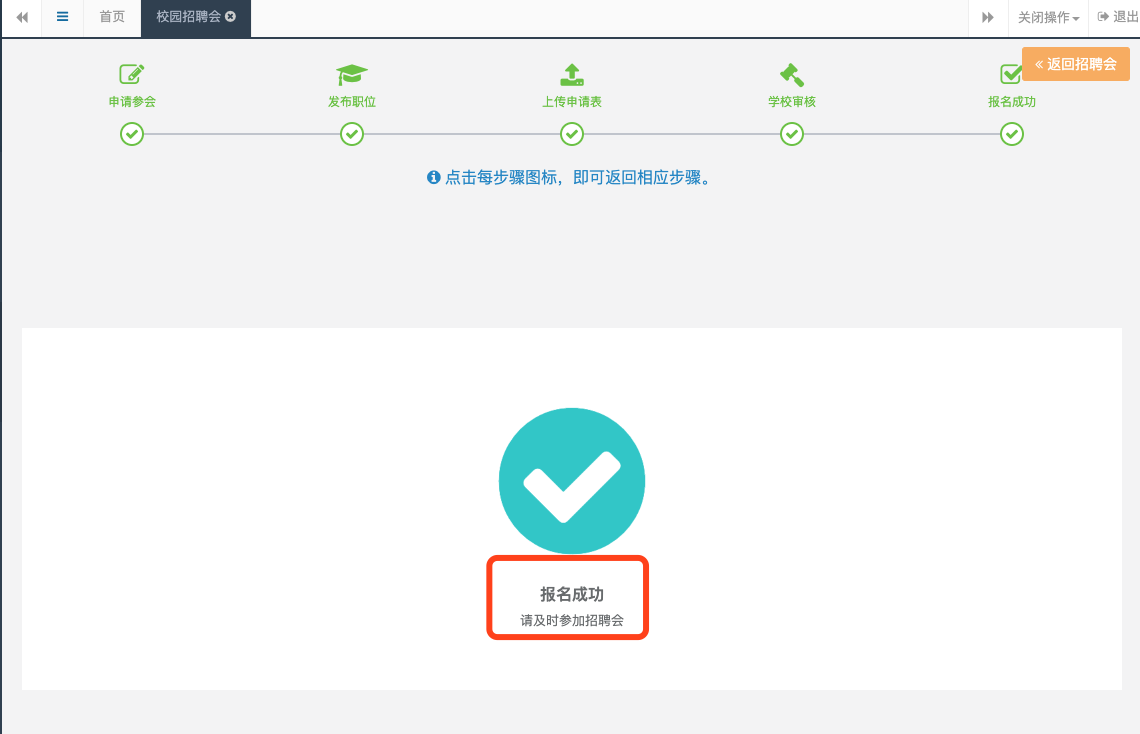 首页 校园招聘会 关闭操作 退出
« 返回招聘会
申请参会 发布职位 上传申请表 学校审核 报名成功
点击每步骤图标，即可返回相应步骤。
报名成功
请及时参加招聘会